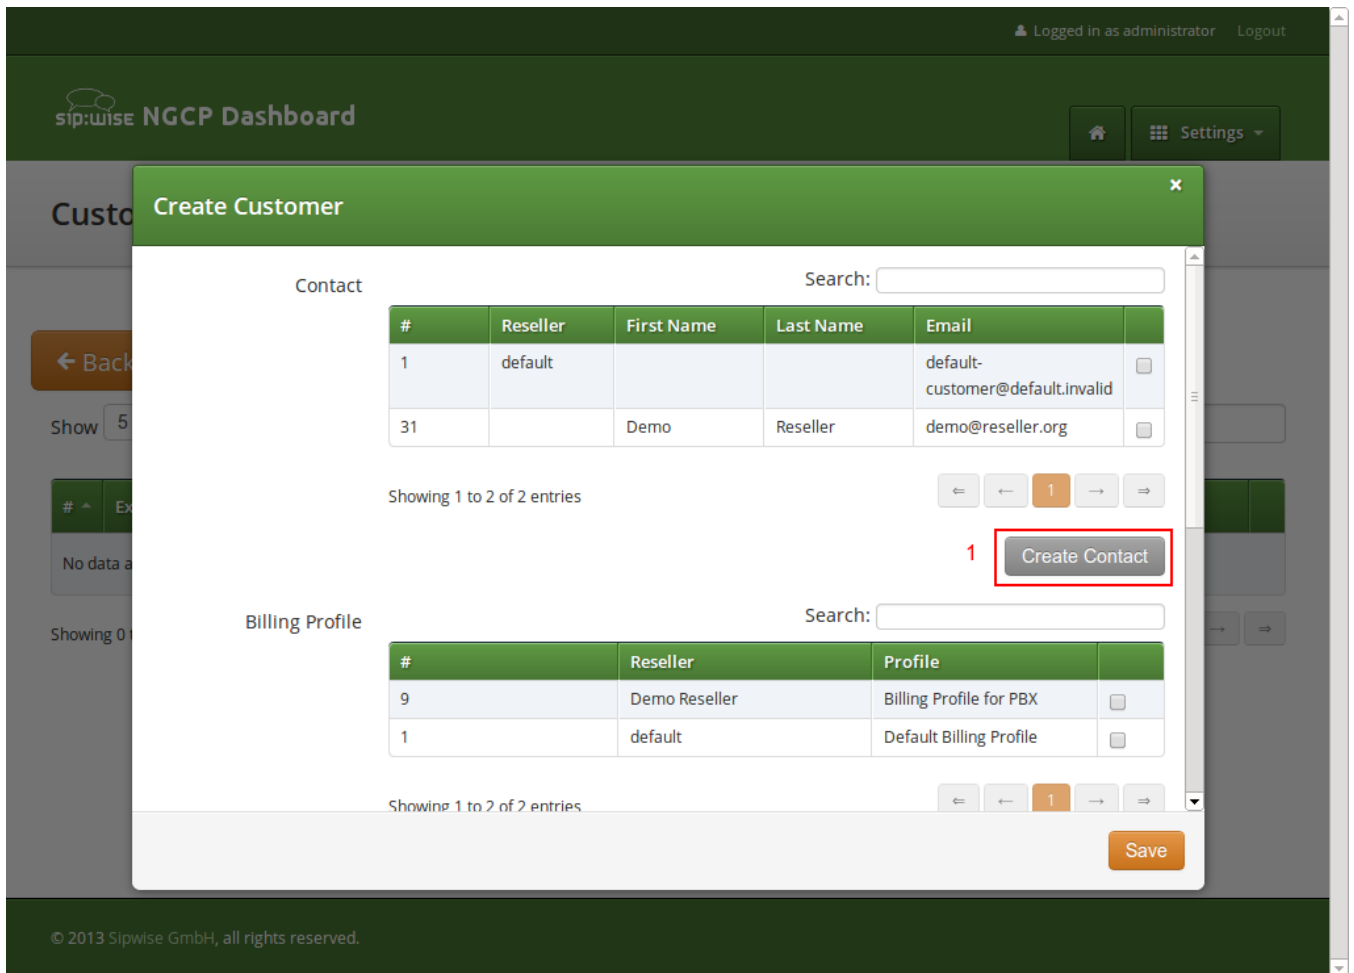 Logged in as administrator Logout
sip:wise NGCP Dashboard
Settings
Custo
Create Customer
×
Contact
Search:
# Reseller First Name Last Name Email
1 default default-
customer@default.invalid
31 Demo Reseller demo@reseller.org
Showing 1 to 2 of 2 entries
⇐ ← 1 → ⇒
1 Create Contact
Billing Profile
Search:
# Reseller Profile
9 Demo Reseller Billing Profile for PBX
1 default Default Billing Profile
Showing 1 to 2 of 2 entries
⇐ ← 1 → ⇒
Save
← Back
Show 5
# Ex
No data a
Showing 0 t
→ ⇒
© 2013 Sipwise GmbH, all rights reserved.